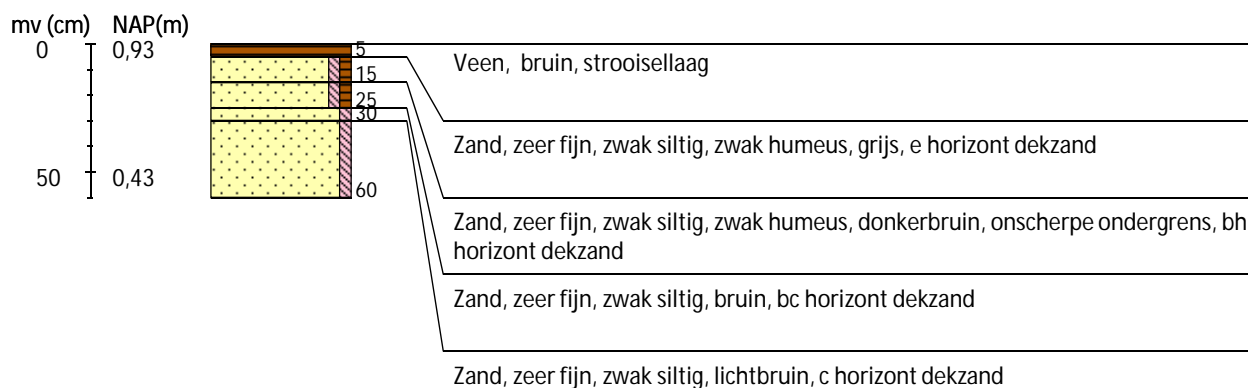 mv (cm) NAP(m)
0 0,93
5
Veen, bruin, strooisellaag
15
25
30
Zand, zeer fijn, zwak siltig, zwak humeus, grijs, e horizont dekzand
50 0,43
60
Zand, zeer fijn, zwak siltig, zwak humeus, donkerbruin, onscherpe ondergrens, bh
horizont dekzand
Zand, zeer fijn, zwak siltig, bruin, bc horizont dekzand
Zand, zeer fijn, zwak siltig, lichtbruin, c horizont dekzand